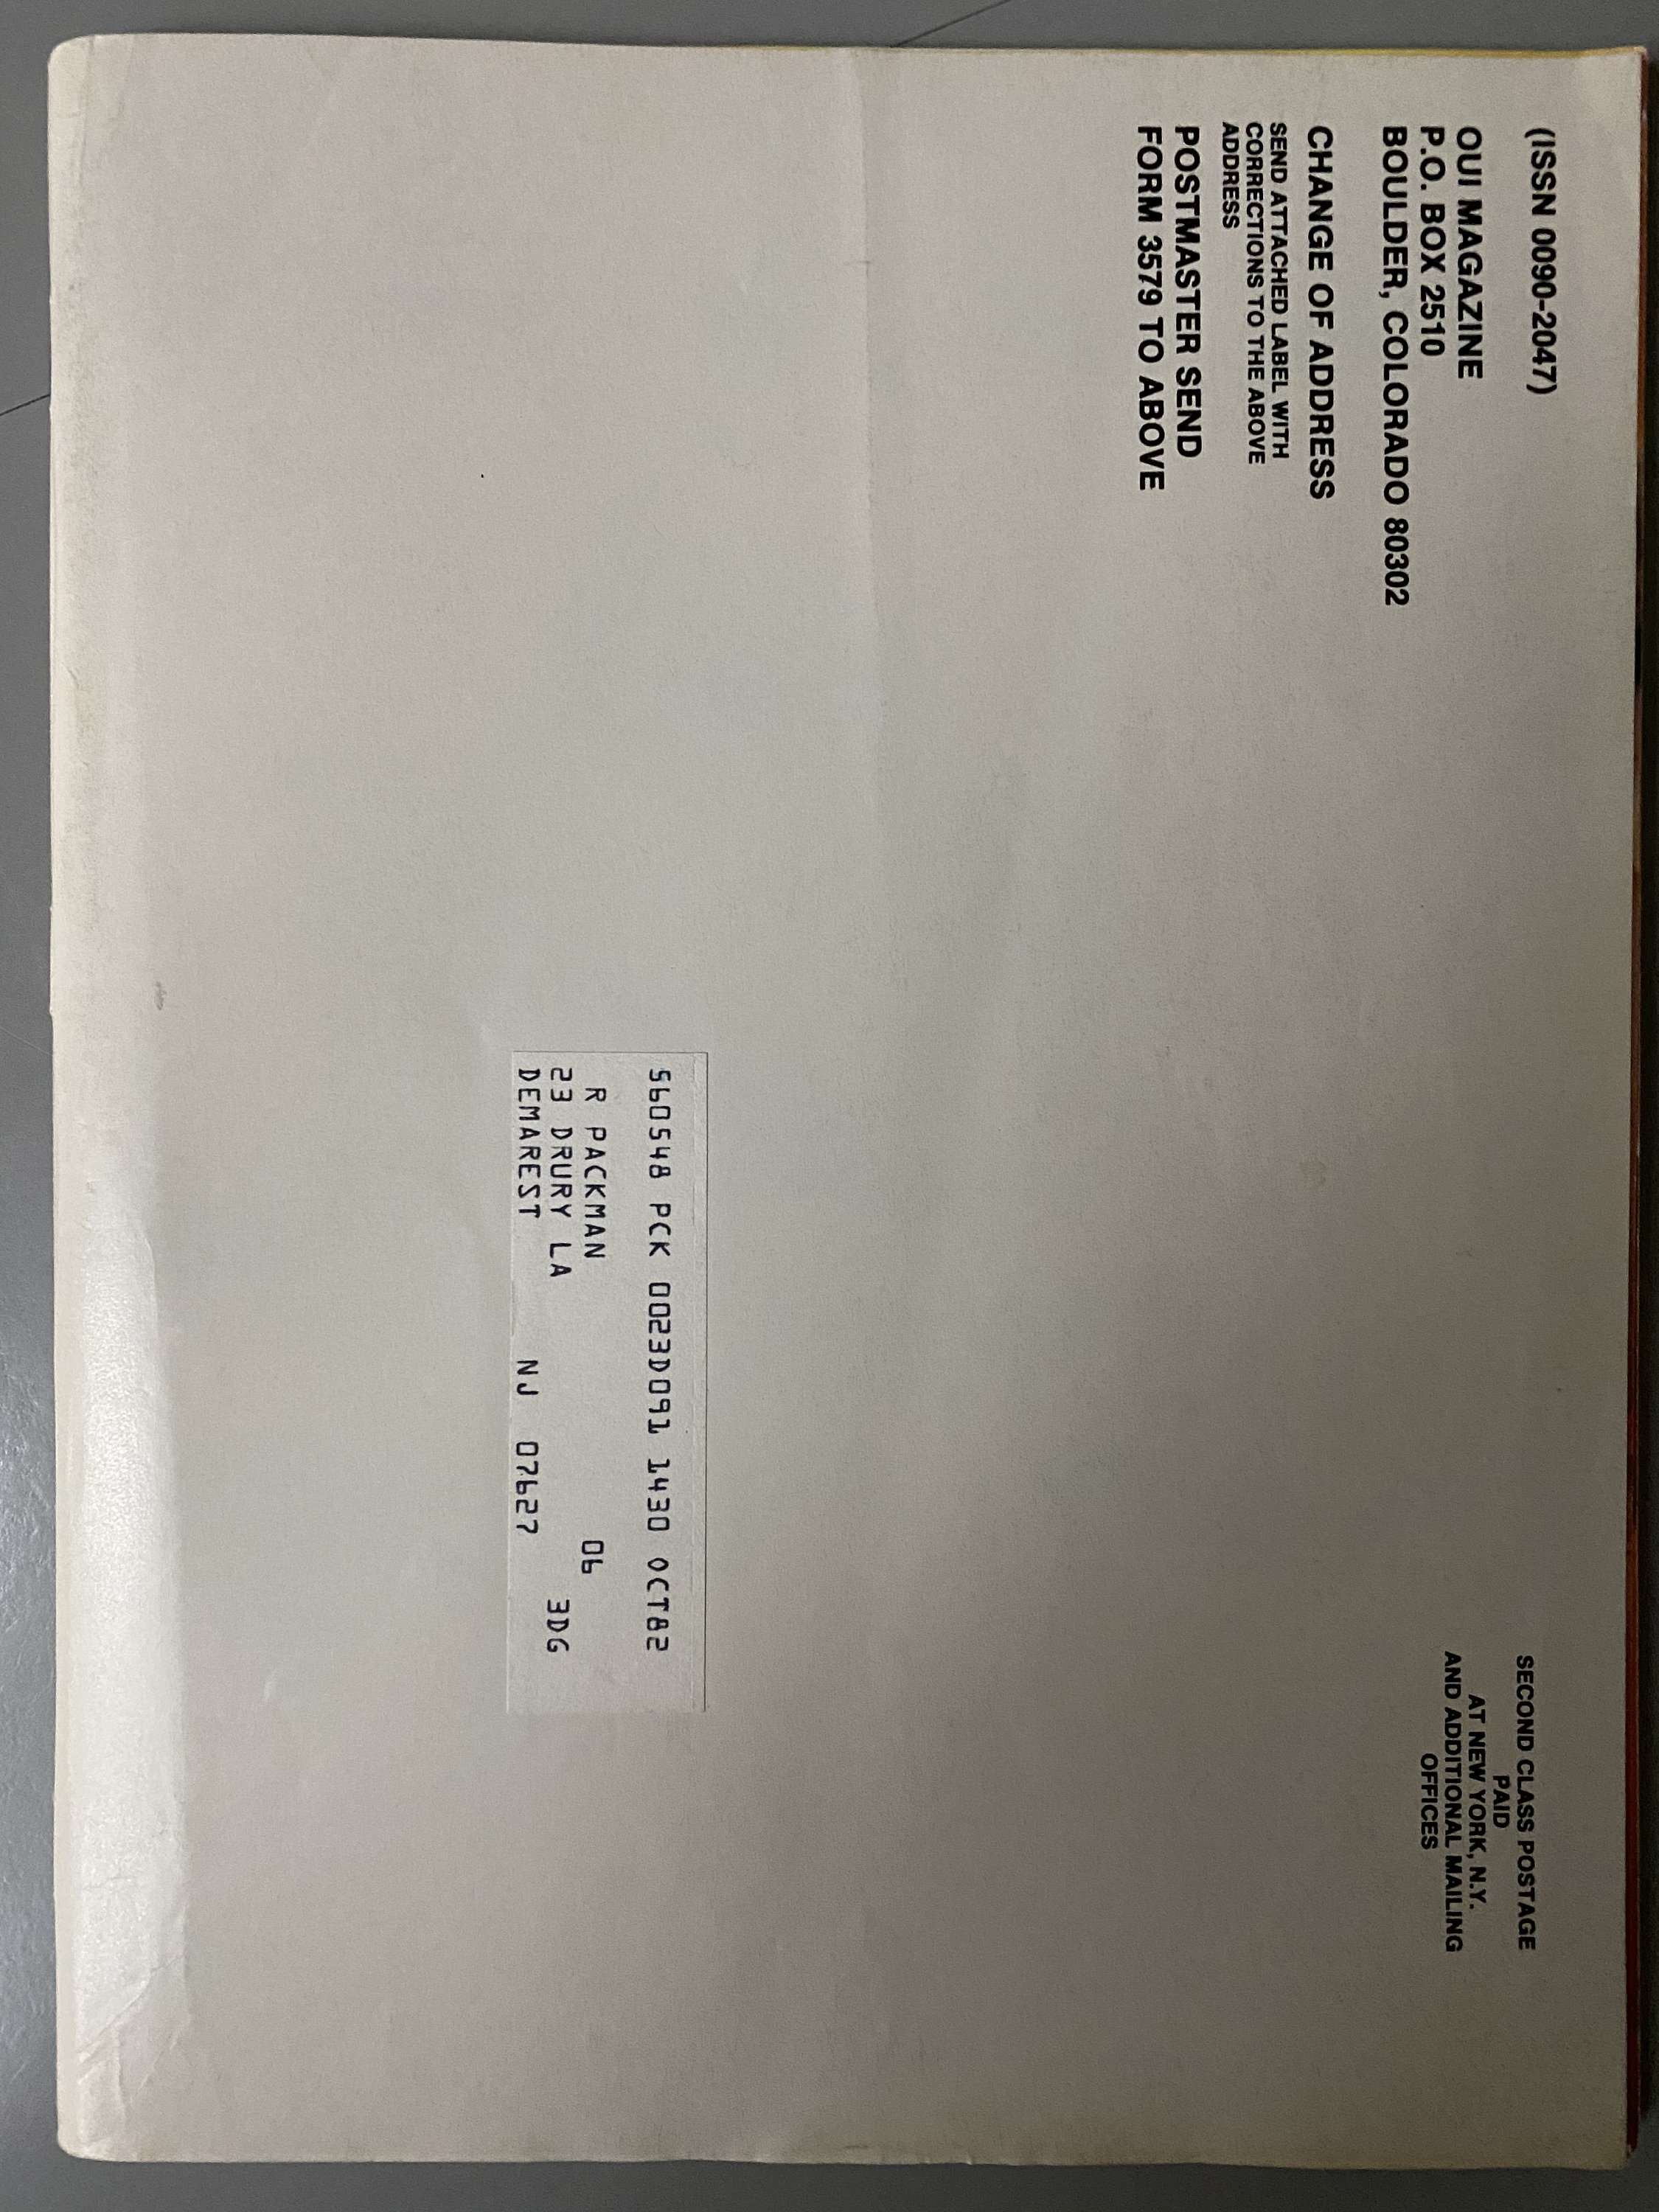 (ISSN 0090-2047)
OUI MAGAZINE
P.O. BOX 2510
BOULDER, COLORADO 80302
CHANGE OF ADDRESS
SEND ATTACHED LABEL WITH
CORRECTIONS TO THE ABOVE
ADDRESS
POSTMASTER SEND
FORM 3579 TO ABOVE
SECOND CLASS POSTAGE
PAID
AT NEW YORK, N.Y.
AND ADDITIONAL MAILING
OFFICES
560548 PCK 0023D091 1430 OCT82
R PACKMAN 06
23 DRURY LA 3DG
DEMAREST NJ 07627